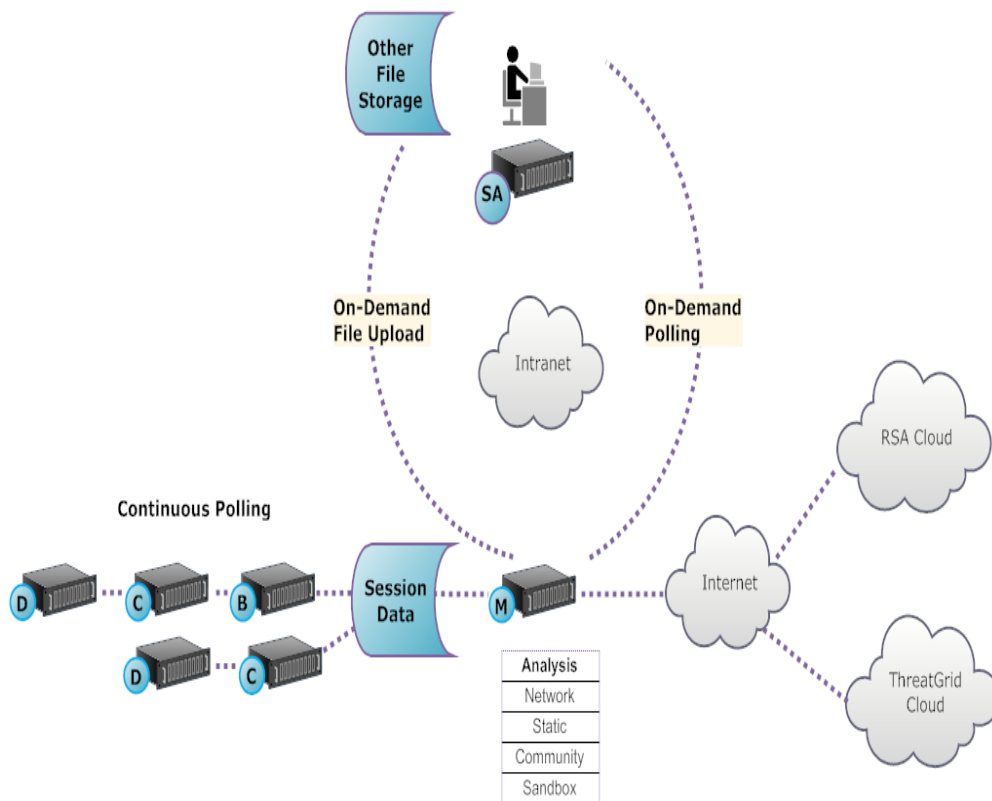 Other
File
Storage
SA
On-Demand
File Upload
On-Demand
Polling
Intranet
RSA Cloud
Continuous Polling
D
C
B
Session
Data
M
Internet
D
C
Analysis
Network
Static
Community
Sandbox
ThreatGrid
Cloud